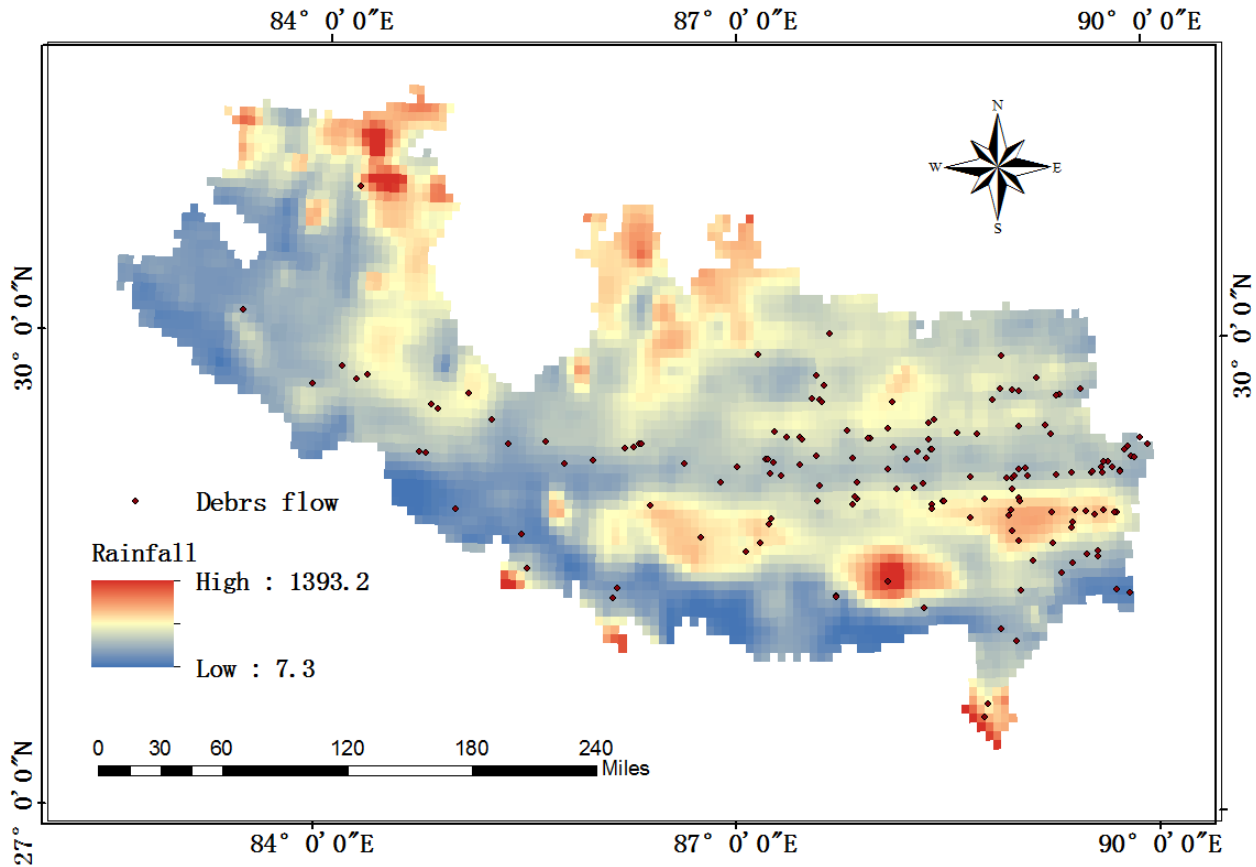 84° 0′0″E
87° 0′0″E
90° 0′0″E
N
W
E
S
30° 0′0″N
30° 0′0″N
Debrs flow
Rainfall
High : 1393.2
Low : 7.3
0
30
60
120
180
240
Miles
27° 0′0″N
84° 0′0″E
87° 0′0″E
90° 0′0″E